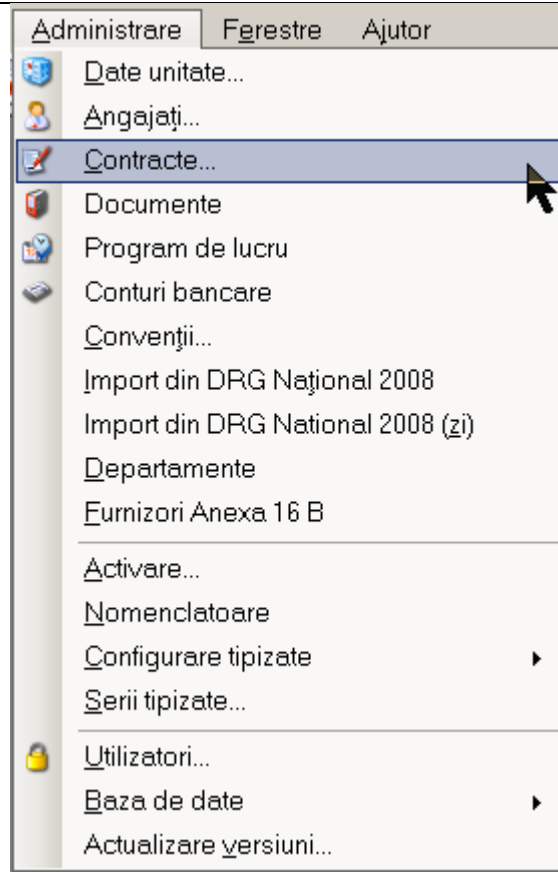 Administrare Ferestre Ajutor
Date unitate...
Angajați...
Contracte...
Documente
Program de lucru
Conturi bancare
Convenţii...
Import din DRG Naţional 2008
Import din DRG National 2008 (zi)
Departamente
Furnizori Anexa 16 B
Activare...
Nomenclatoare
Configurare tipizate
Serii tipizate...
Utilizatori...
Baza de date
Actualizare versiuni...